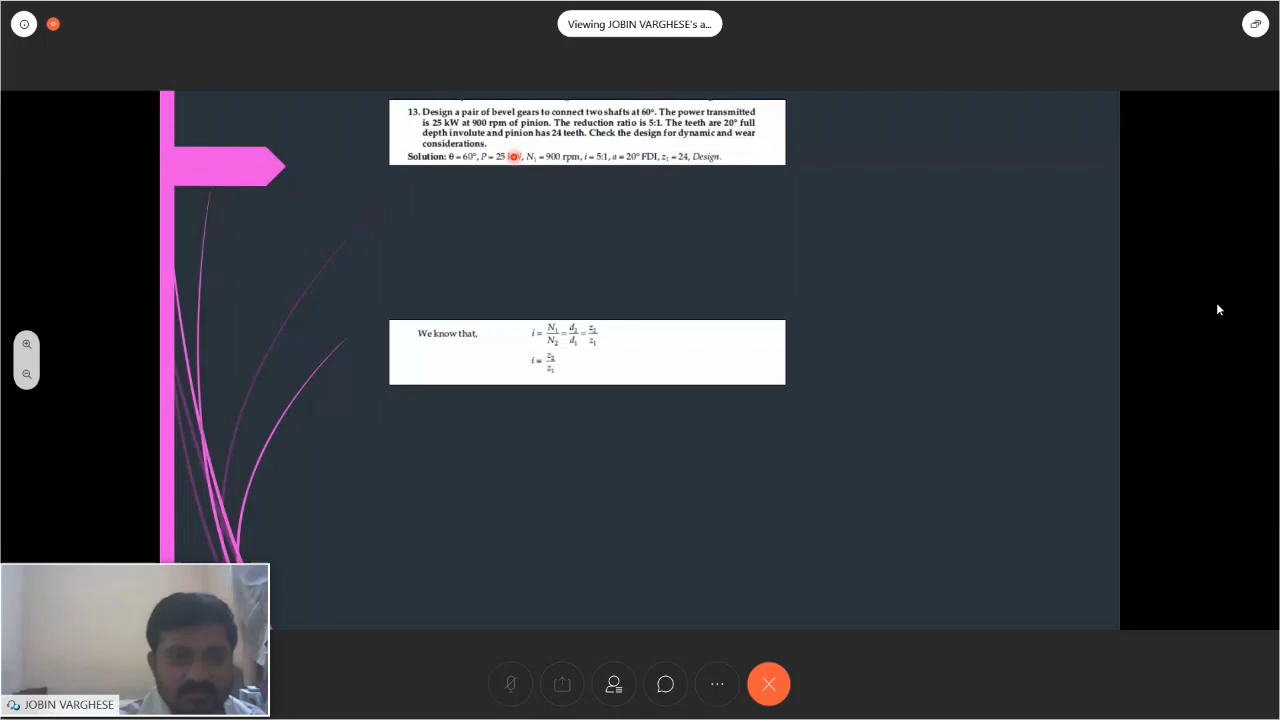 Viewing JOBIN VARGHESE's a...
13. Design a pair of bevel gears to connect two shafts at 60°. The power transmitted
is 25 kW at 900 rpm of pinion. The reduction ratio is 5:1. The teeth are 20° full
depth involute and pinion has 24 teeth. Check the design for dynamic and wear
considerations.
Solution: θ = 60°, P = 25 kW, N₁ = 900 rpm, i = 5:1, α = 20° FDI, z₁ = 24, Design.
We know that, i = N₁/N₂ = d₂/d₁ = z₂/z₁
i = z₂/z₁
JOBIN VARGHESE